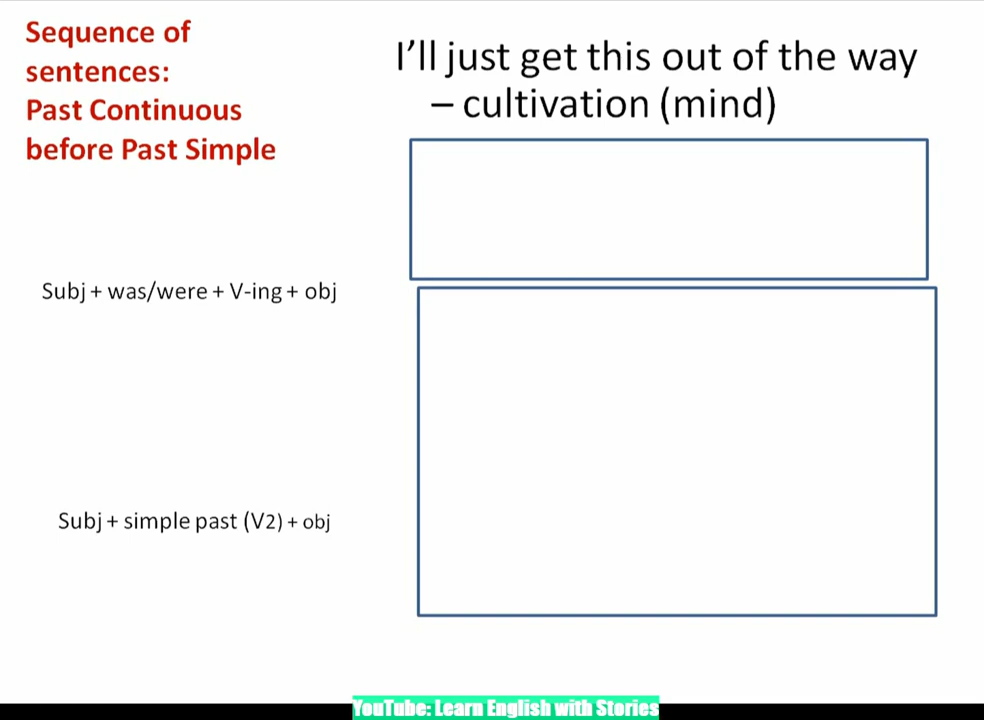 Sequence of
sentences:
Past Continuous
before Past Simple
I'll just get this out of the way
– cultivation (mind)
Subj + was/were + V-ing + obj
Subj + simple past (V2) + obj
YouTube: Learn English with Stories